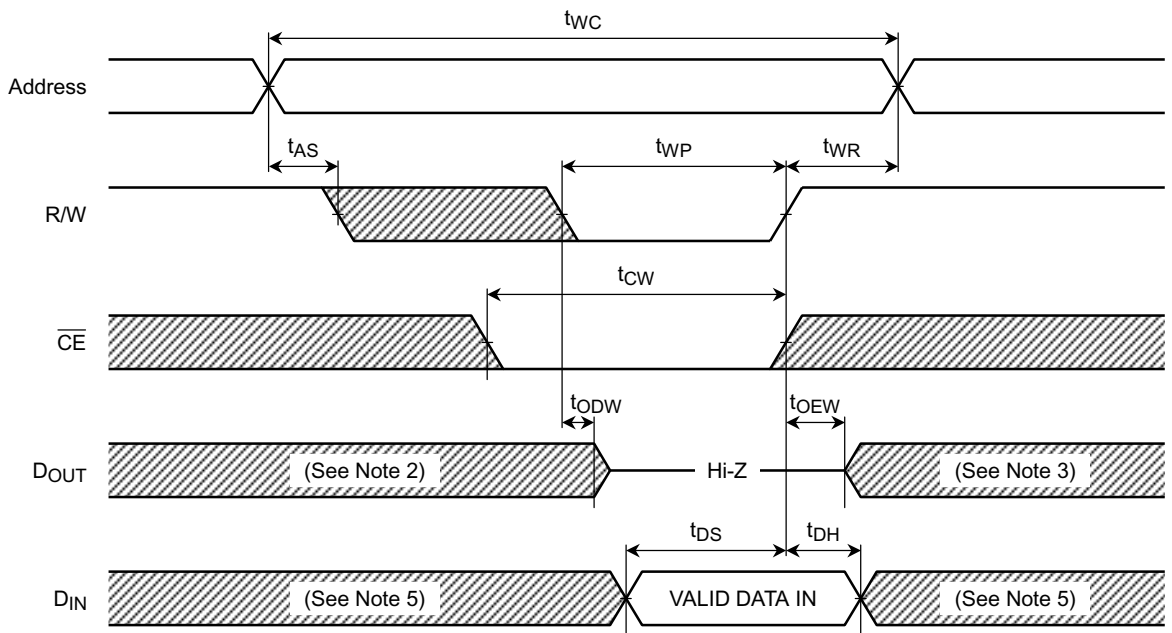 tWC
Address
tAS
tWP
tWR
R/W
tCW
CE
tODW
tOEW
DOUT
(See Note 2)
Hi-Z
(See Note 3)
tDS
tDH
DIN
(See Note 5)
VALID DATA IN
(See Note 5)